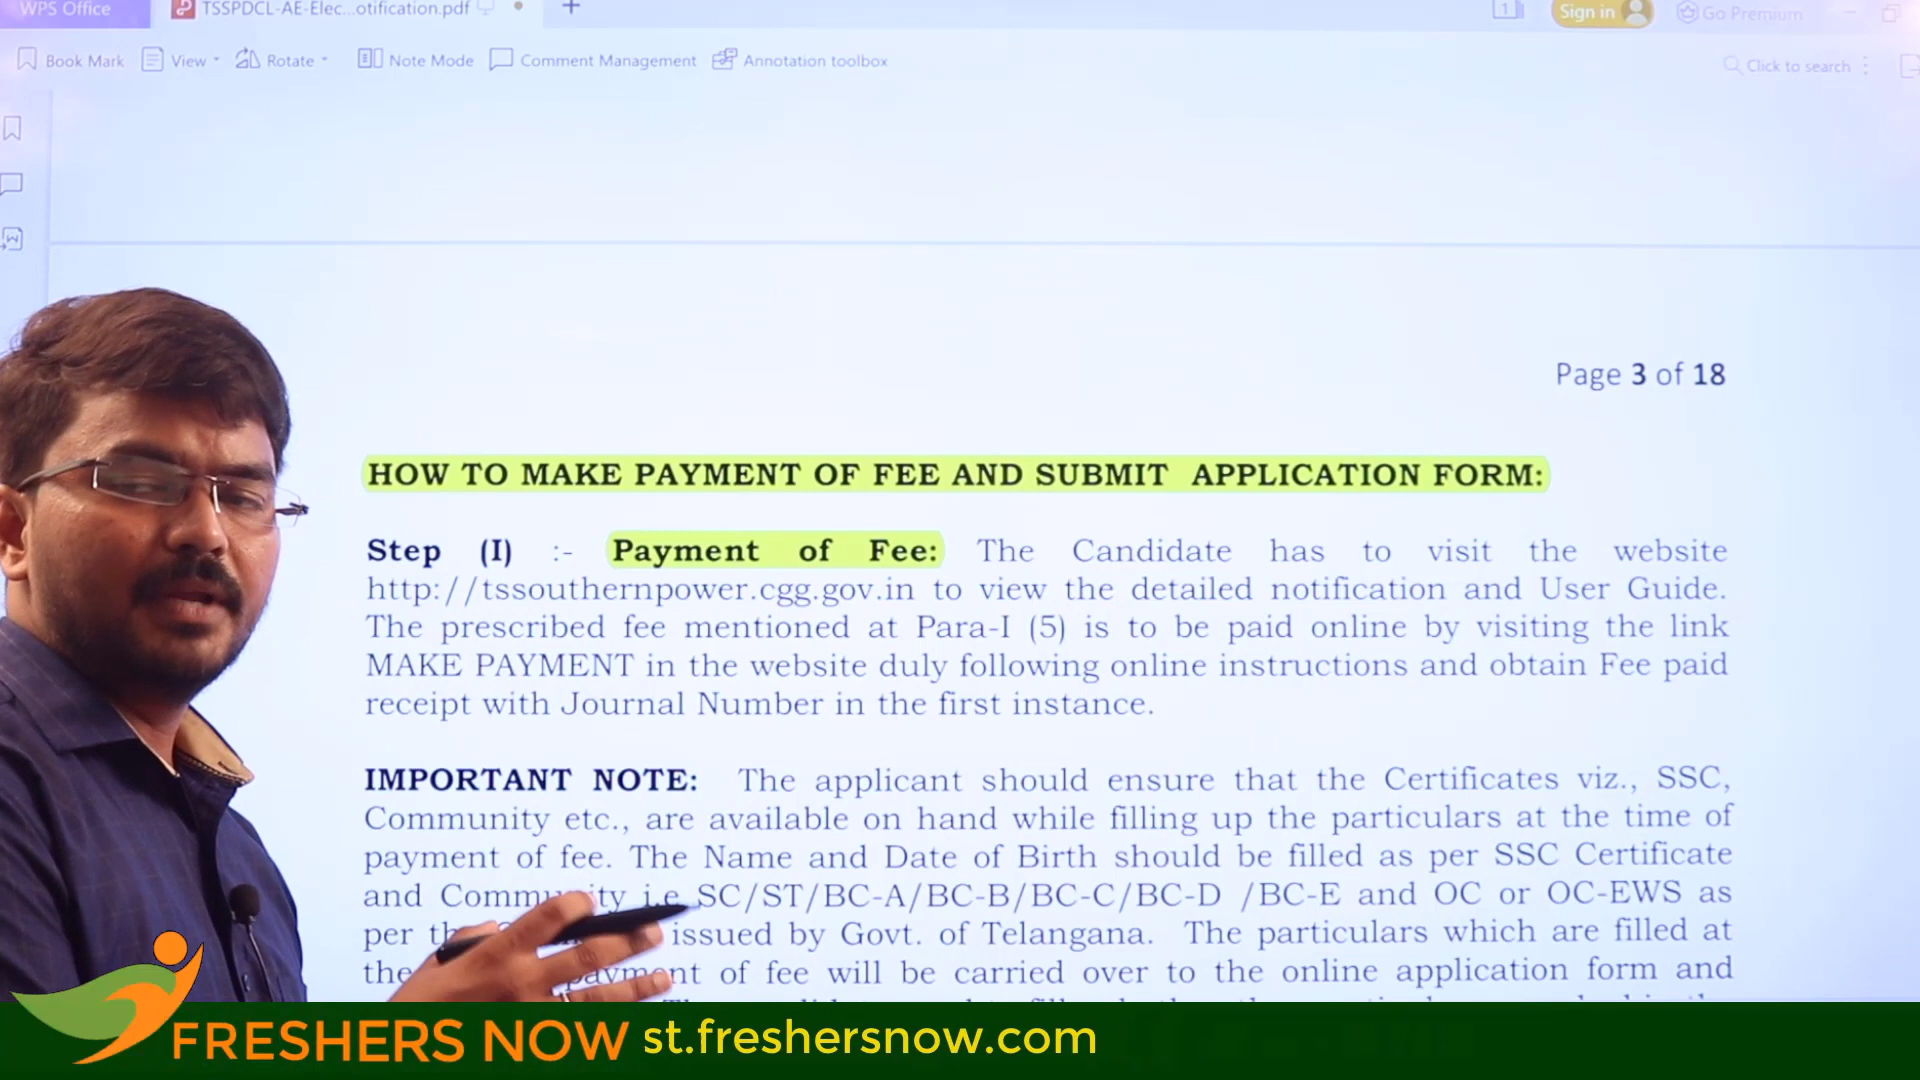 WPS Office
TSSPDCL-AE-Elec...otification.pdf
1
Sign in
Go Premium
Book Mark
View
Rotate
Note Mode
Comment Management
Annotation toolbox
Click to search
Page 3 of 18
HOW TO MAKE PAYMENT OF FEE AND SUBMIT APPLICATION FORM:
Step (I) :- Payment of Fee: The Candidate has to visit the website
http://tssouthernpower.cgg.gov.in to view the detailed notification and User Guide.
The prescribed fee mentioned at Para-I (5) is to be paid online by visiting the link
MAKE PAYMENT in the website duly following online instructions and obtain Fee paid
receipt with Journal Number in the first instance.
IMPORTANT NOTE: The applicant should ensure that the Certificates viz., SSC,
Community etc., are available on hand while filling up the particulars at the time of
payment of fee. The Name and Date of Birth should be filled as per SSC Certificate
and Community i.e SC/ST/BC-A/BC-B/BC-C/BC-D /BC-E and OC or OC-EWS as
per issued by Govt. of Telangana. The particulars which are filled at
the payment of fee will be carried over to the online application form and
FRESHERS NOW st.freshersnow.com